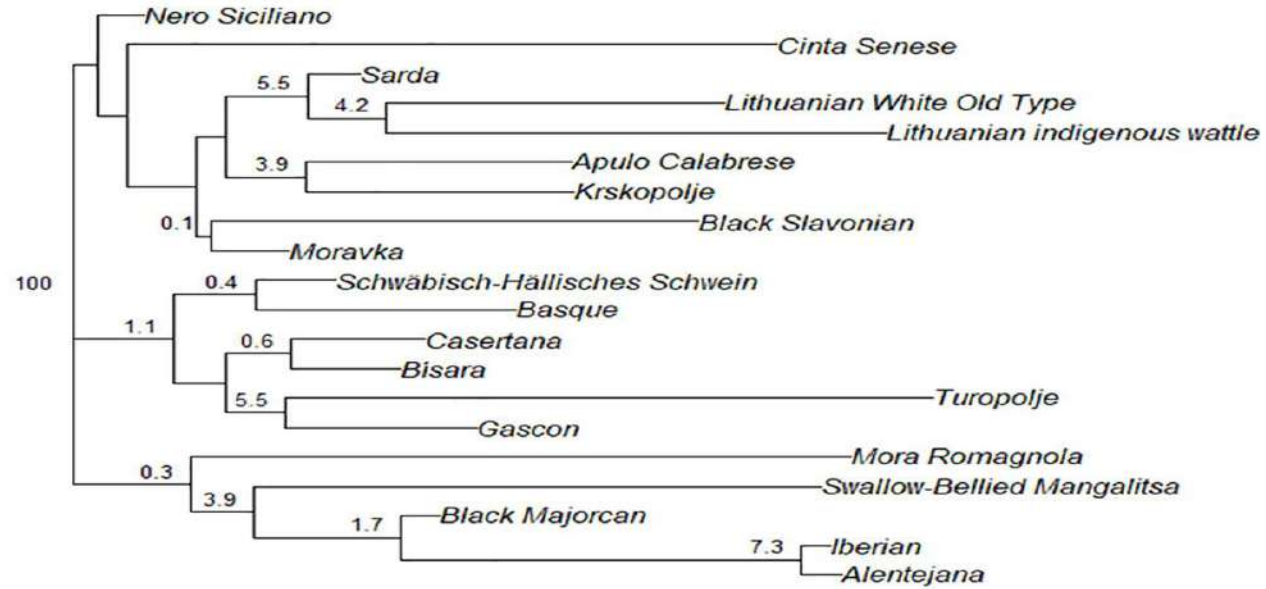 Nero Siciliano
Cinta Senese
5.5
Sarda
4.2
Lithuanian White Old Type
Lithuanian indigenous wattle
3.9
Apulo Calabrese
Krskopolje
0.1
Black Slavonian
Moravka
100
0.4
Schwäbisch-Hällisches Schwein
Basque
1.1
0.6
Casertana
Bísara
5.5
Turopolje
Gascon
0.3
Mora Romagnola
3.9
Swallow-Bellied Mangalitsa
1.7
Black Majorcan
7.3
Iberian
Alentejana